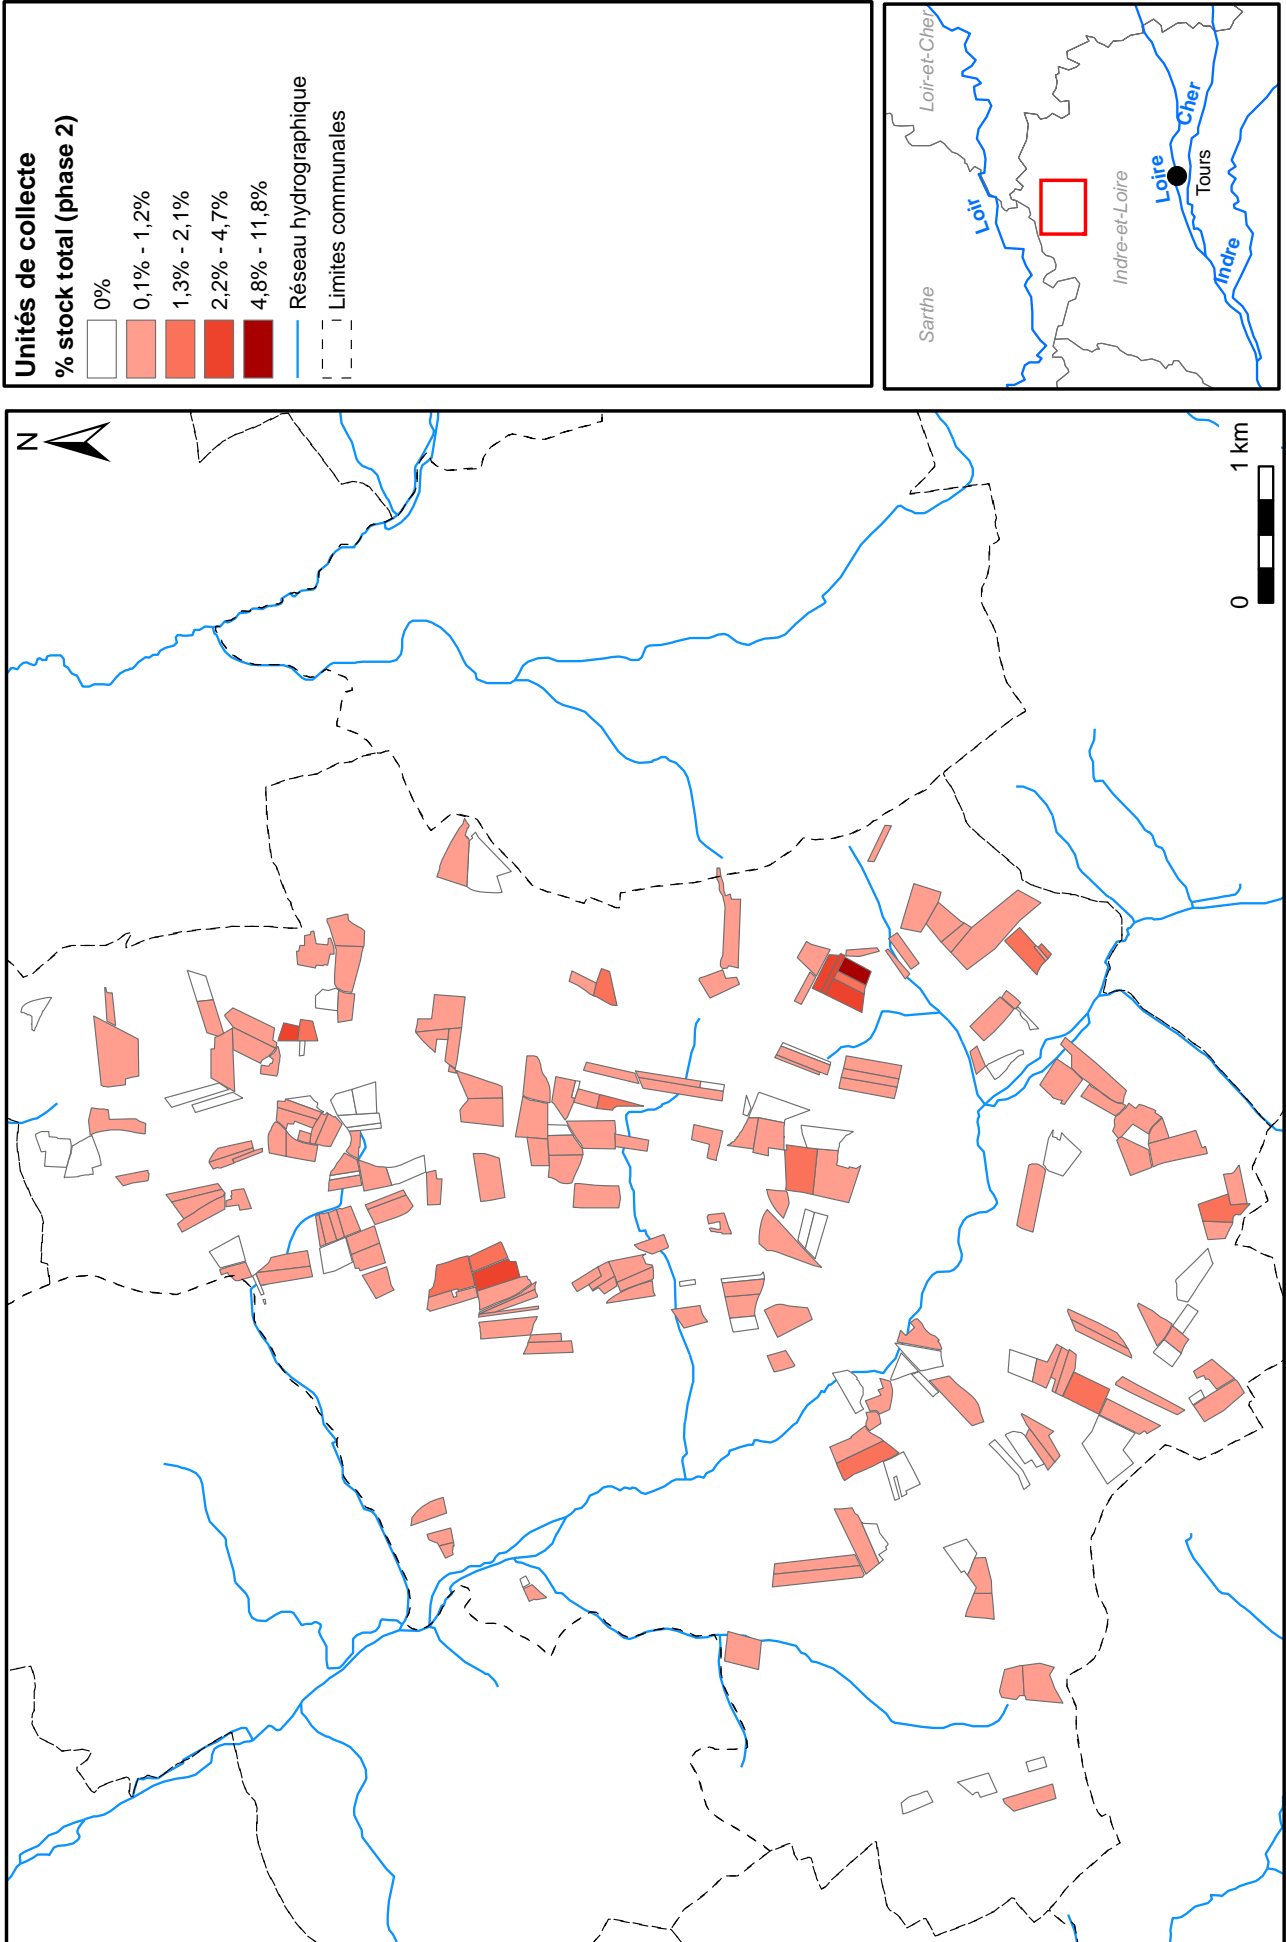 Unités de collecte
% stock total (phase 2)
0%
0,1% - 1,2%
1,3% - 2,1%
2,2% - 4,7%
4,8% - 11,8%
Réseau hydrographique
Limites communales
Sarthe
Loir-et-Cher
Loir
Indre-et-Loire
Loire
Cher
Tours
Indre
N
0
1 km